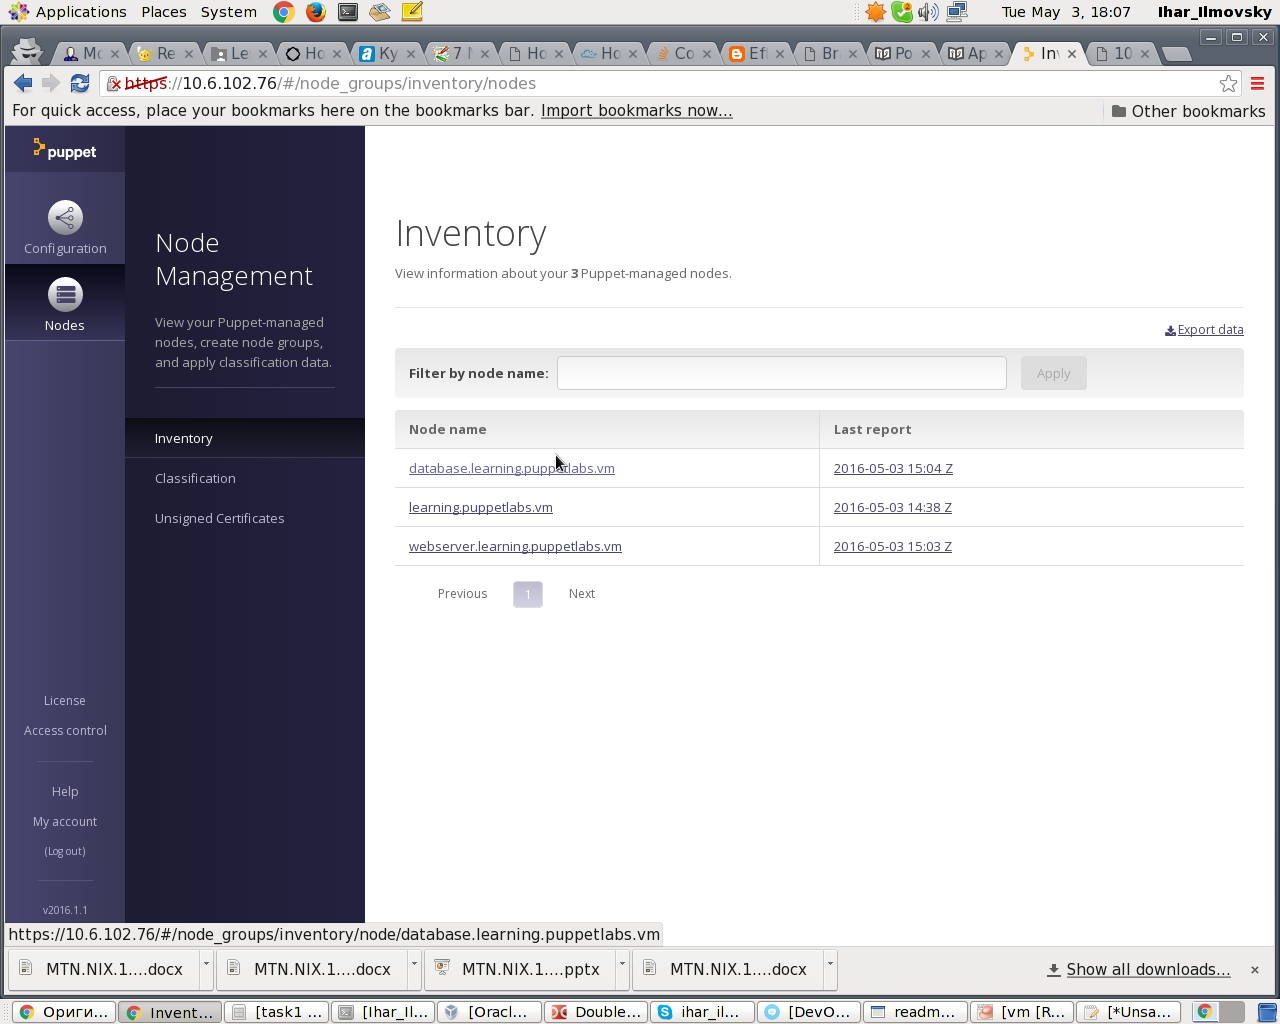 Applications Places System Tue May 3, 18:07 Ihar_Ilmovsky
Mo Re Le Ho Ky 7 Ho Ho Co Eff Br Po Ap Inv 10
https://10.6.102.76/#/node_groups/inventory/nodes
For quick access, place your bookmarks here on the bookmarks bar. Import bookmarks now... Other bookmarks
puppet
Configuration
Nodes
License
Access control
Help
My account
(Log out)
v2016.1.1
Node
Management
View your Puppet-managed
nodes, create node groups,
and apply classification data.
Inventory
Classification
Unsigned Certificates
Inventory
View information about your 3 Puppet-managed nodes.
Export data
Filter by node name: Apply
Node name Last report
database.learning.puppetlabs.vm 2016-05-03 15:04 Z
learning.puppetlabs.vm 2016-05-03 14:38 Z
webserver.learning.puppetlabs.vm 2016-05-03 15:03 Z
Previous 1 Next
https://10.6.102.76/#/node_groups/inventory/node/database.learning.puppetlabs.vm
MTN.NIX.1....docx MTN.NIX.1....docx MTN.NIX.1....pptx MTN.NIX.1....docx Show all downloads...
Ориги... Invent... [task1 ... [Ihar_Il... [Oracl... Double... ihar_il... [DevO... readm... [vm [R... [*Unsa...